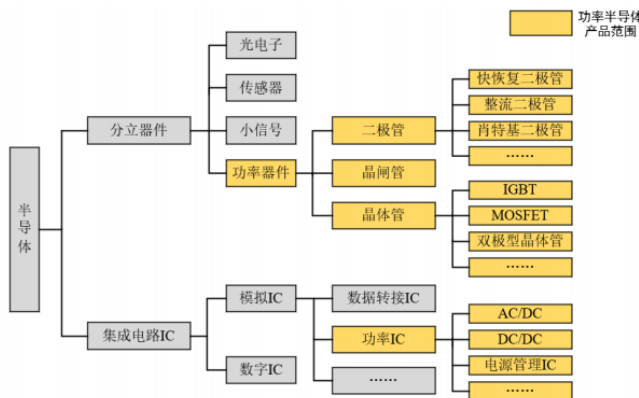 功率半导体
产品范围
光电子
传感器
分立器件
小信号
功率器件
二极管
快恢复二极管
整流二极管
肖特基二极管
……
晶闸管
晶体管
IGBT
MOSFET
双极型晶体管
……
半导体
集成电路IC
模拟IC
数据转接IC
功率IC
AC/DC
DC/DC
电源管理IC
……
……
数字IC